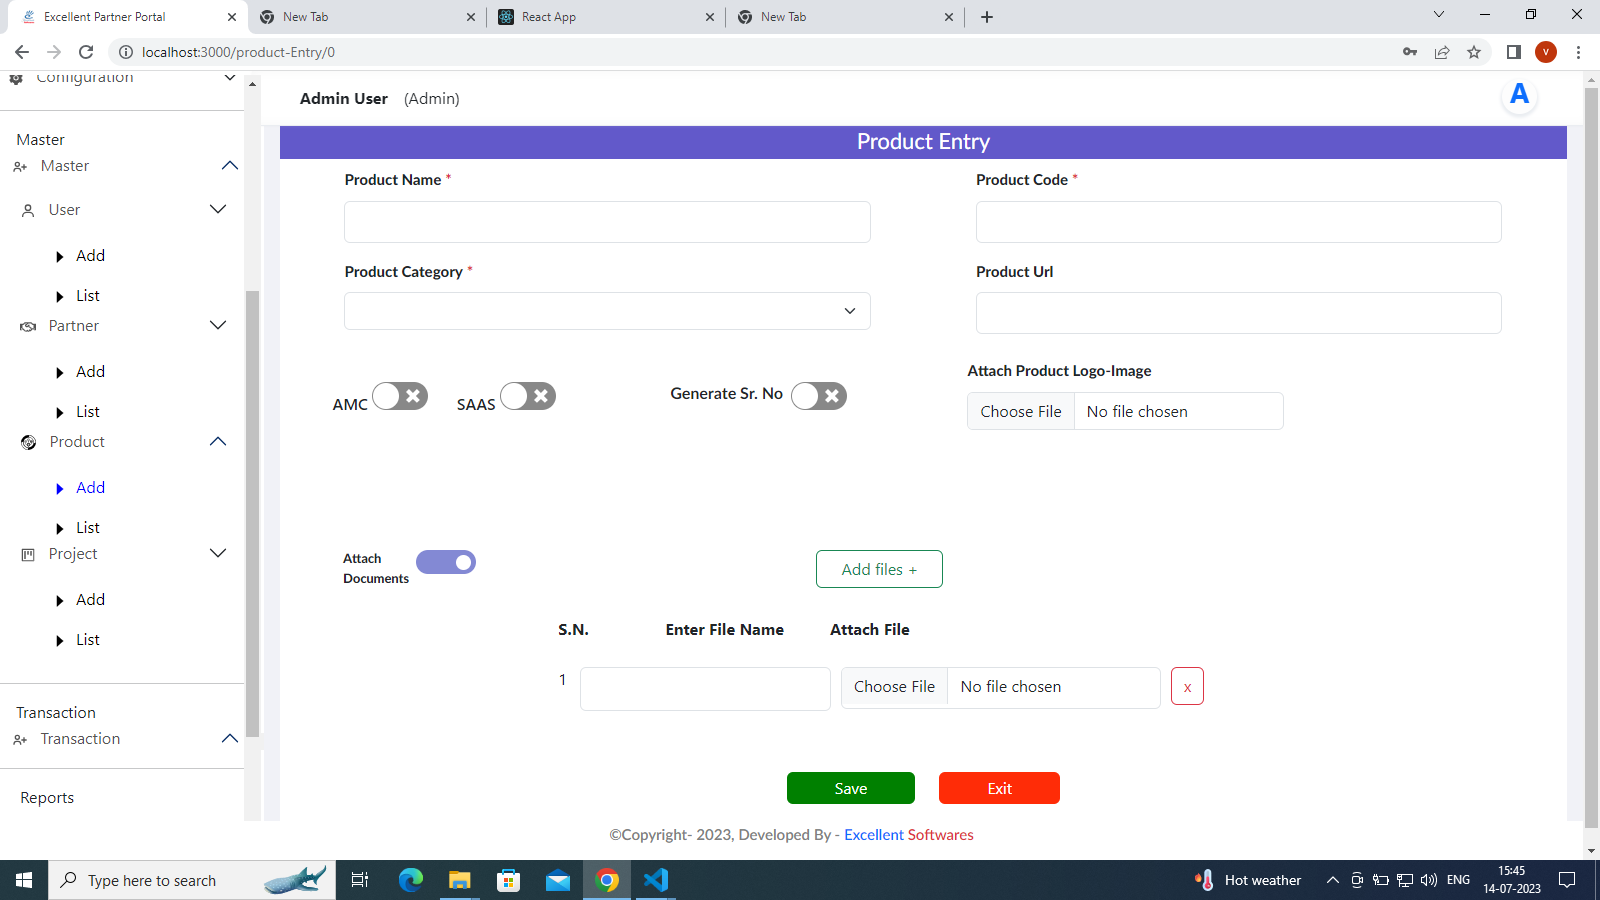 Excellent Partner Portal
New Tab
React App
New Tab
localhost:3000/product-Entry/0
V
Configuration
Master
Master
User
Add
List
Partner
Add
List
Product
Add
List
Project
Add
List
Transaction
Transaction
Reports
Admin User (Admin)
A
Product Entry
Product Name *
Product Code *
Product Category *
Product Url
AMC
SAAS
Generate Sr. No
Attach Product Logo-Image
Choose File No file chosen
Attach
Documents
Add files +
S.N. Enter File Name Attach File
1 Choose File No file chosen x
Save Exit
©Copyright- 2023, Developed By - Excellent Softwares
Type here to search
Hot weather
ENG
15:45
14-07-2023